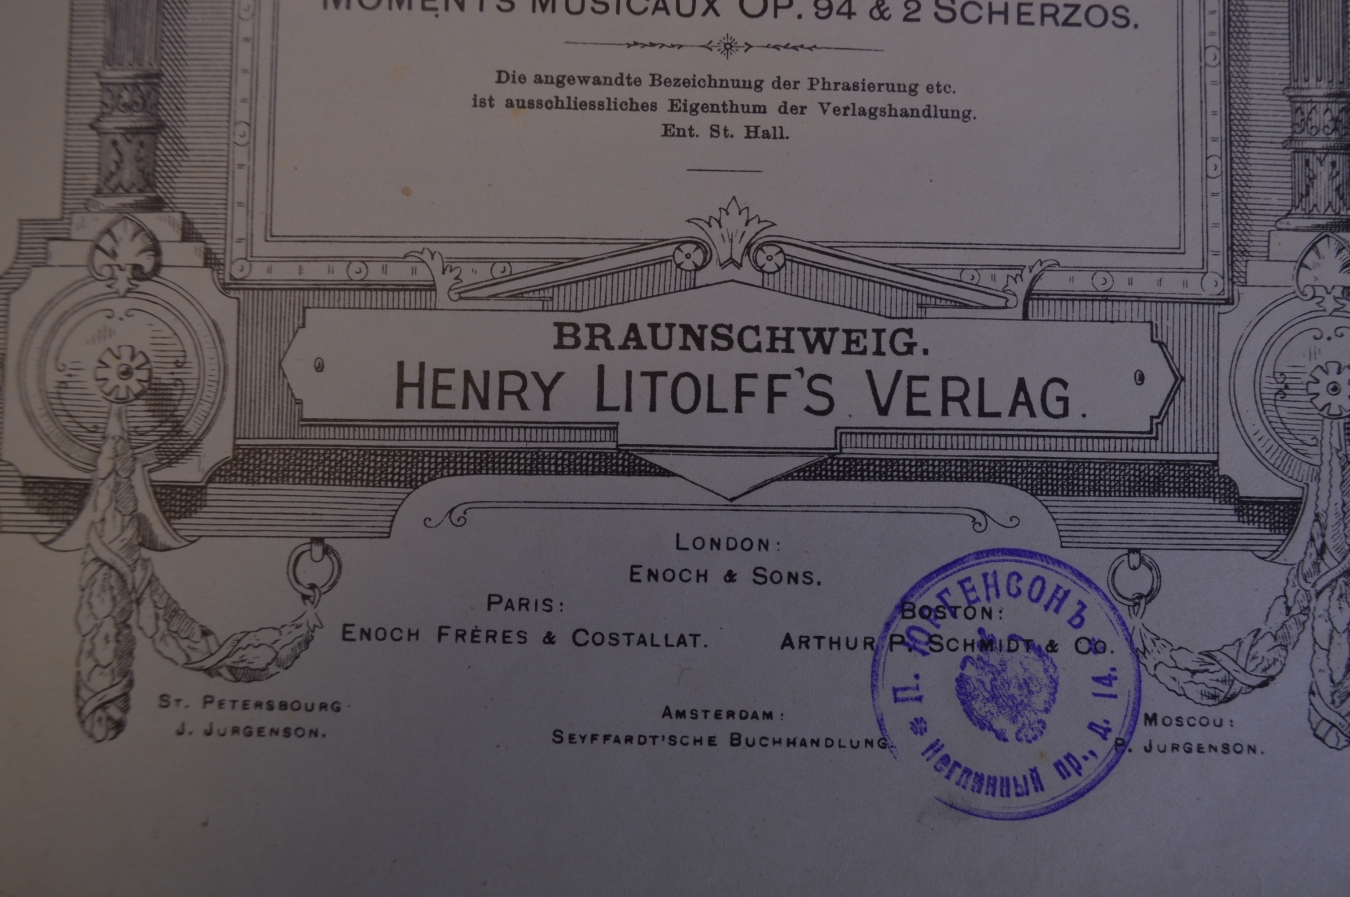 MOMENTS MUSICAUX OP. 94 & 2 SCHERZOS.
Die angewandte Bezeichnung der Phrasierung etc.
ist ausschliessliches Eigenthum der Verlagshandlung.
Ent. St. Hall.
BRAUNSCHWEIG.
HENRY LITOLFF'S VERLAG.
LONDON:
ENOCH & SONS.
PARIS:
ENOCH FRÈRES & COSTALLAT.
BOSTON:
ARTHUR P. SCHMIDT & CO.
ST. PETERSBOURG
J. JURGENSON.
AMSTERDAM:
SEYFFARDT'SCHE BUCHHANDLUNG.
MOSCOU:
P. JURGENSON.
П. ЮРГЕНСОНЪ
Неглинный пр., д. 14.